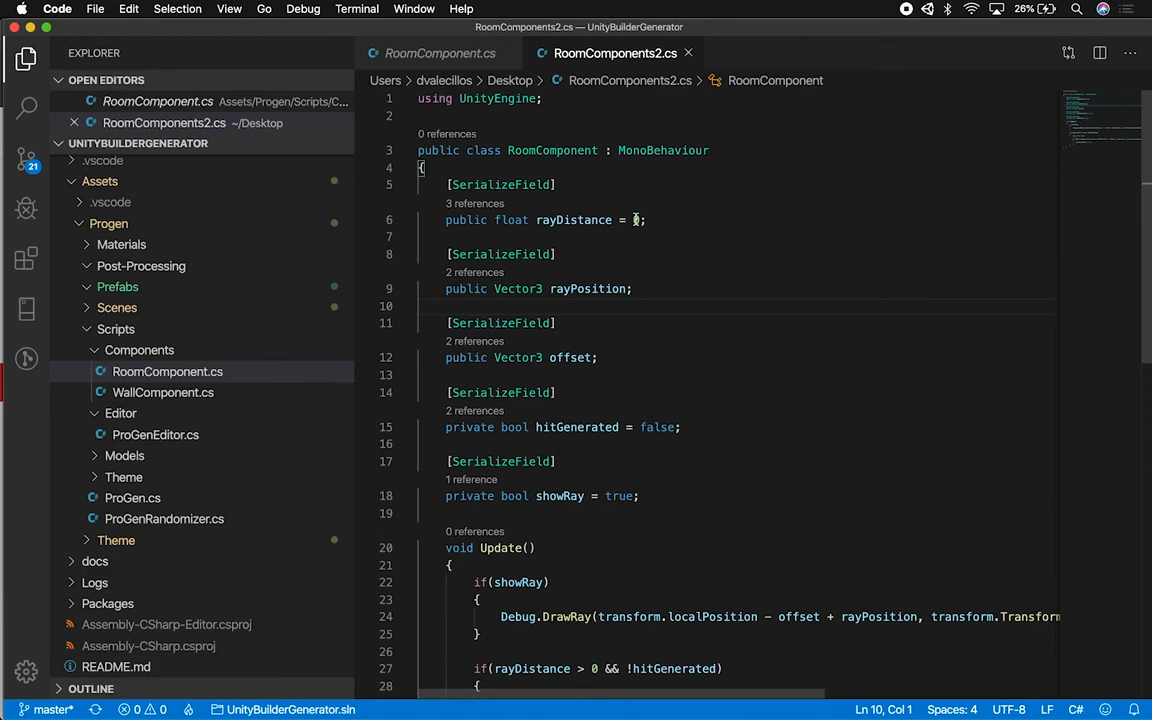 Code File Edit Selection View Go Debug Terminal Window Help 26%
RoomComponents2.cs — UnityBuilderGenerator
EXPLORER
OPEN EDITORS
RoomComponent.cs Assets/Progen/Scripts/C...
RoomComponents2.cs ~/Desktop
UNITYBUILDERGENERATOR
.vscode
Assets
.vscode
Progen
Materials
Post-Processing
Prefabs
Scenes
Scripts
Components
RoomComponent.cs
WallComponent.cs
Editor
ProGenEditor.cs
Models
Theme
ProGen.cs
ProGenRandomizer.cs
Theme
docs
Logs
Packages
Assembly-CSharp-Editor.csproj
Assembly-CSharp.csproj
README.md
OUTLINE
21
RoomComponent.cs RoomComponents2.cs
Users › dvalecillos › Desktop › RoomComponents2.cs › RoomComponent
1 using UnityEngine;
2
0 references
3 public class RoomComponent : MonoBehaviour
4 {
5 [SerializeField]
3 references
6 public float rayDistance = 0;
7
8 [SerializeField]
2 references
9 public Vector3 rayPosition;
10
11 [SerializeField]
2 references
12 public Vector3 offset;
13
14 [SerializeField]
2 references
15 private bool hitGenerated = false;
16
17 [SerializeField]
1 reference
18 private bool showRay = true;
19
0 references
20 void Update()
21 {
22 if(showRay)
23 {
24 Debug.DrawRay(transform.localPosition - offset + rayPosition, transform.Transform
25 }
26
27 if(rayDistance > 0 && !hitGenerated)
28 {
master* 0 0 UnityBuilderGenerator.sln Ln 10, Col 1 Spaces: 4 UTF-8 LF C#